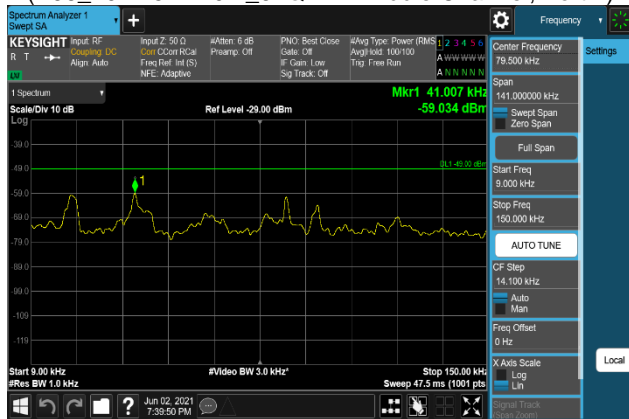 Spectrum Analyzer 1
Swept SA
Frequency
KEYSIGHT
Input: RF
Coupling: DC
Align: Auto
R T
LW
Input Z: 50 Ω
Corr CCorr RCal
Freq Ref: Int (S)
NFE: Adaptive
#Atten: 6 dB
Preamp: Off
PNO: Best Close
Gate: Off
IF Gain: Low
Sig Track: Off
#Avg Type: Power (RMS
Avg|Hold: 100/100
Trig: Free Run
1 2 3 4 5 6
A W W W W W
A N N N N N
1 Spectrum
Scale/Div 10 dB
Log
Ref Level -29.00 dBm
Mkr1 41.007 kHz
-59.034 dBm
DL1 -49.00 dBm
1
-39.0
-49.0
-59.0
-69.0
-79.0
-89.0
-99.0
-109
-119
Start 9.00 kHz
#Res BW 1.0 kHz
#Video BW 3.0 kHz*
Stop 150.00 kHz
Sweep 47.5 ms (1001 pts
Jun 02, 2021
7:39:50 PM
Center Frequency
79.500 kHz
Settings
Span
141.000000 kHz
Swept Span
Zero Span
Full Span
Start Freq
9.000 kHz
Stop Freq
150.000 kHz
AUTO TUNE
CF Step
14.100 kHz
Auto
Man
Freq Offset
0 Hz
X Axis Scale
Log
Lin
Local
Signal Track
(Span Zoom)